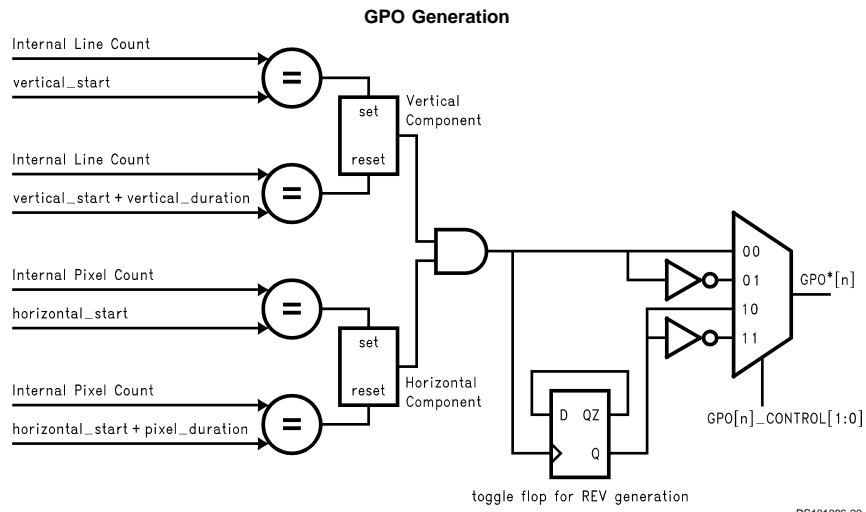 GPO Generation
Internal Line Count
vertical_start
=
set
Vertical
Component
reset
Internal Line Count
vertical_start + vertical_duration
=
Internal Pixel Count
horizontal_start
=
set
reset
Horizontal
Component
Internal Pixel Count
horizontal_start + pixel_duration
=
00
01
10
11
GPO*[n]
GPO[n]_CONTROL[1:0]
D QZ
Q
toggle flop for REV generation